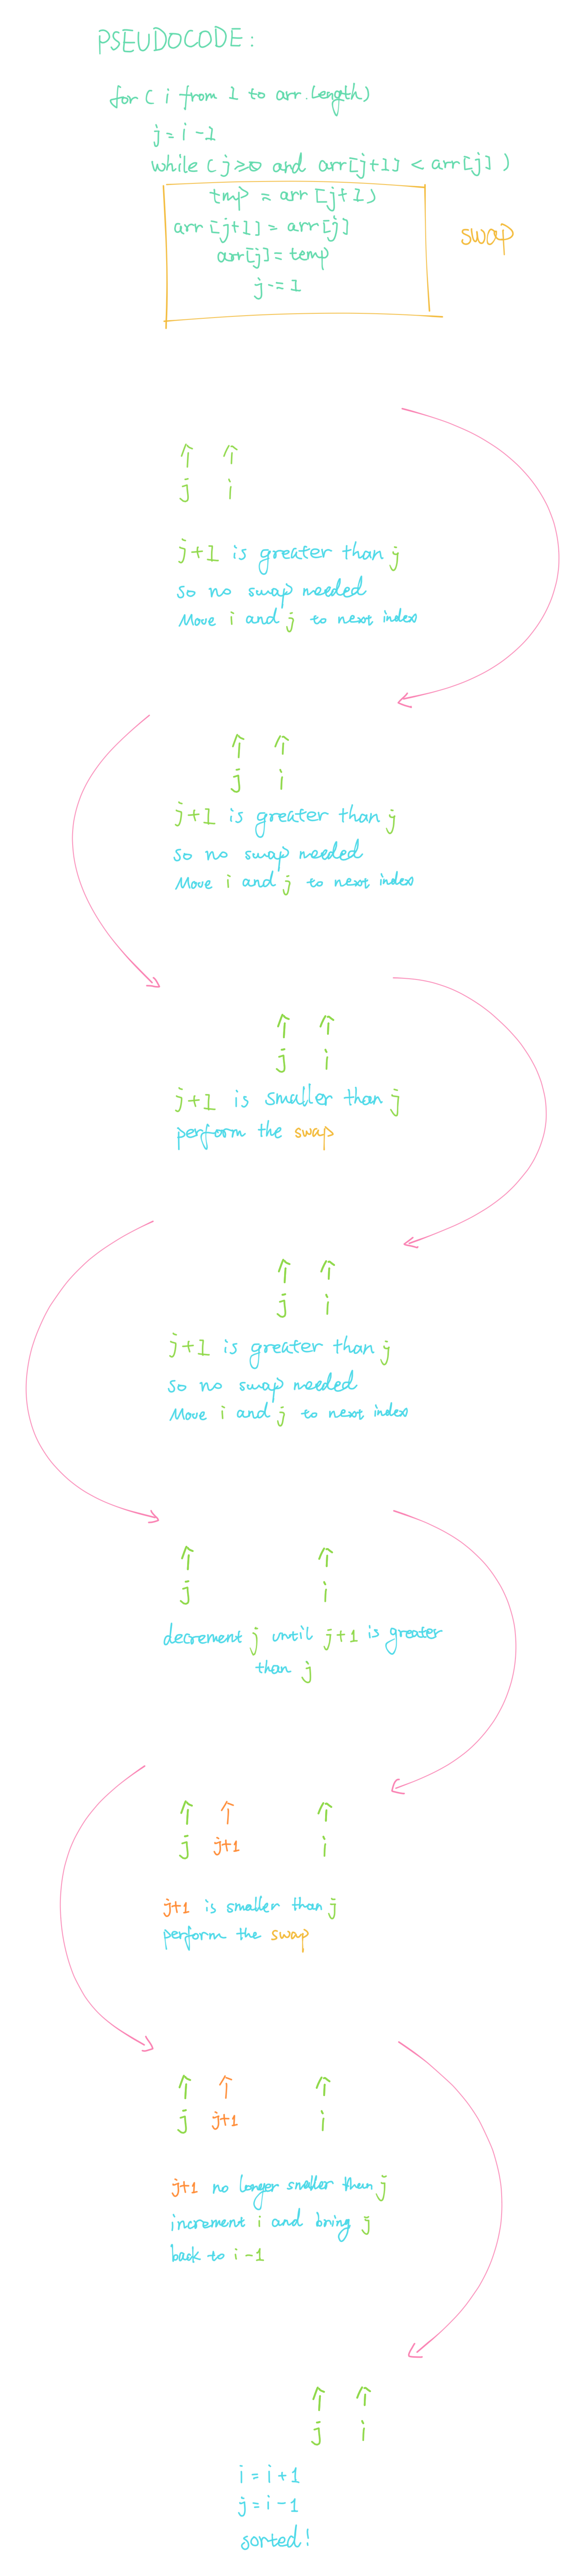 PSEUDOCODE:
for ( i from 1 to arr.length)
j = i - 1
while ( j ≥ 0 and arr[j+1] < arr[j] )
tmp = arr [j+1)
arr [j+1] = arr[j]
arr[j] = temp
j -= 1
swap
j i
j+1 is greater than j
so no swap needed
Move i and j to next index
j i
j+1 is greater than j
so no swap needed
Move i and j to next index
j i
j+1 is smaller than j
perform the swap
j i
j+1 is greater than j
so no swap needed
Move i and j to next index
j i
decrement j until j+1 is greater
than j
j j+1 i
j+1 is smaller than j
perform the swap
j j+1 i
j+1 no longer smaller than j
increment i and bring j
back to i-1
j i
i = i+1
j = i-1
sorted!